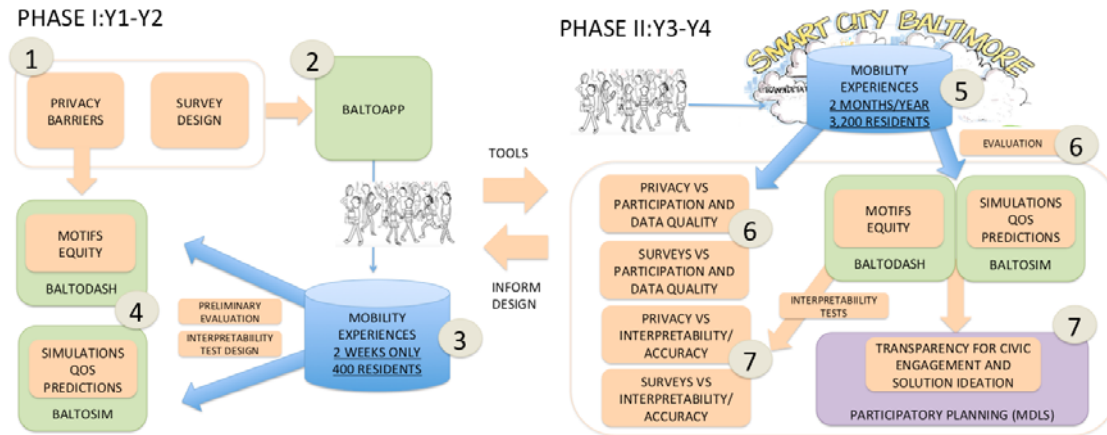 PHASE I:Y1-Y2
1
PRIVACY
BARRIERS
SURVEY
DESIGN
2
BALTOAPP
MOTIFS
EQUITY
BALTODASH
4
SIMULATIONS
QOS
PREDICTIONS
BALTOSIM
PRELIMINARY
EVALUATION
INTERPRETABIILITY
TEST DESIGN
MOBILITY
EXPERIENCES
2 WEEKS ONLY
400 RESIDENTS
3
TOOLS
INFORM
DESIGN
PHASE II:Y3-Y4
SMART CITY BALTIMORE
MOBILITY
EXPERIENCES
2 MONTHS/YEAR
3,200 RESIDENTS
5
EVALUATION
6
PRIVACY VS
PARTICIPATION AND
DATA QUALITY
6
SURVEYS VS
PARTICIPATION AND
DATA QUALITY
PRIVACY VS
INTERPRETABILITY/
ACCURACY
7
SURVEYS VS
INTERPRETABILITY/
ACCURACY
MOTIFS
EQUITY
BALTODASH
SIMULATIONS
QOS
PREDICTIONS
BALTOSIM
INTERPRETABIILITY
TESTS
7
TRANSPARENCY FOR CIVIC
ENGAGEMENT AND
SOLUTION IDEATION
PARTICIPATORY PLANNING (MDLS)